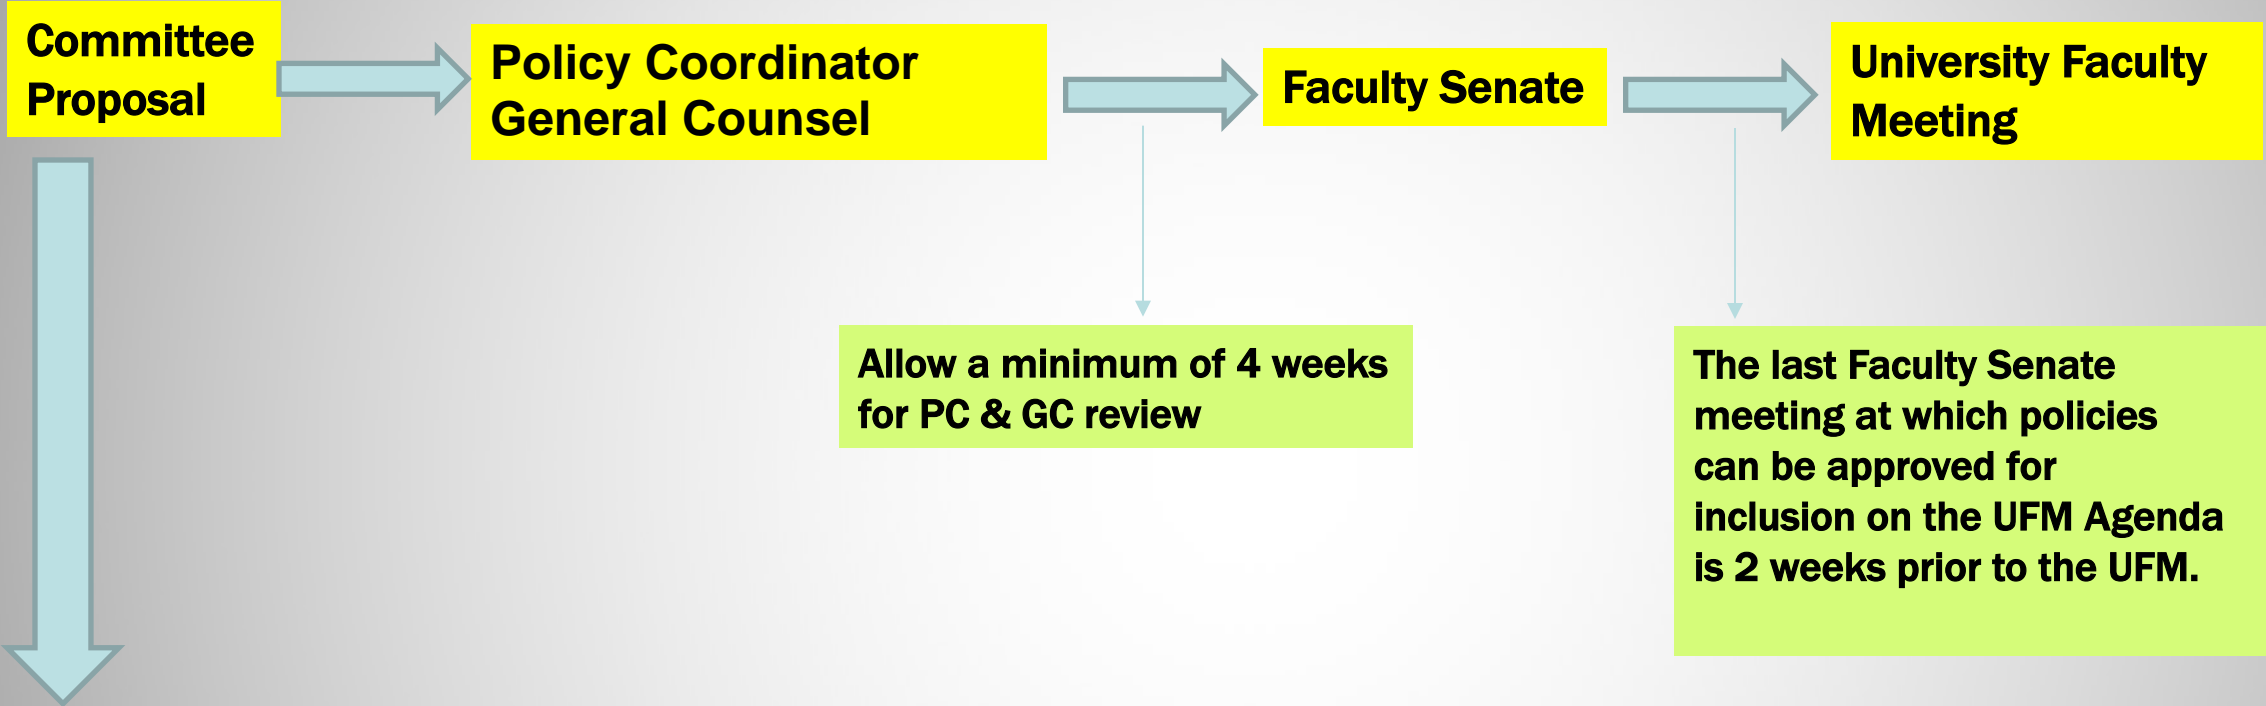 Committee
Proposal
Policy Coordinator
General Counsel
Faculty Senate
University Faculty
Meeting
Allow a minimum of 4 weeks
for PC & GC review
The last Faculty Senate
meeting at which policies
can be approved for
inclusion on the UFM Agenda
is 2 weeks prior to the UFM.